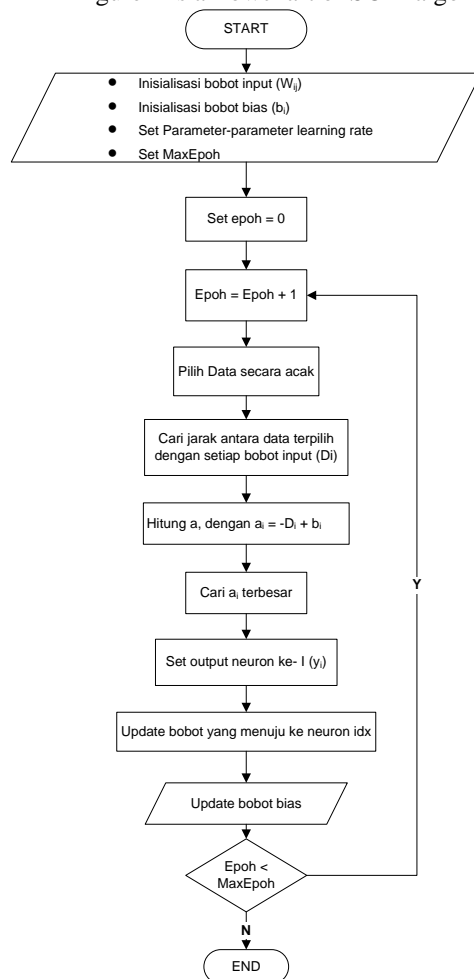 START
● Inisialisasi bobot input (Wij)
● Inisialisasi bobot bias (bi)
● Set Parameter-parameter learning rate
● Set MaxEpoh
Set epoh = 0
Epoh = Epoh + 1
Pilih Data secara acak
Cari jarak antara data terpilih
dengan setiap bobot input (Di)
Hitung a, dengan ai = -Di + bi
Cari ai terbesar
Set output neuron ke- I (yi)
Update bobot yang menuju ke neuron idx
Update bobot bias
Epoh <
MaxEpoh
Y
N
END